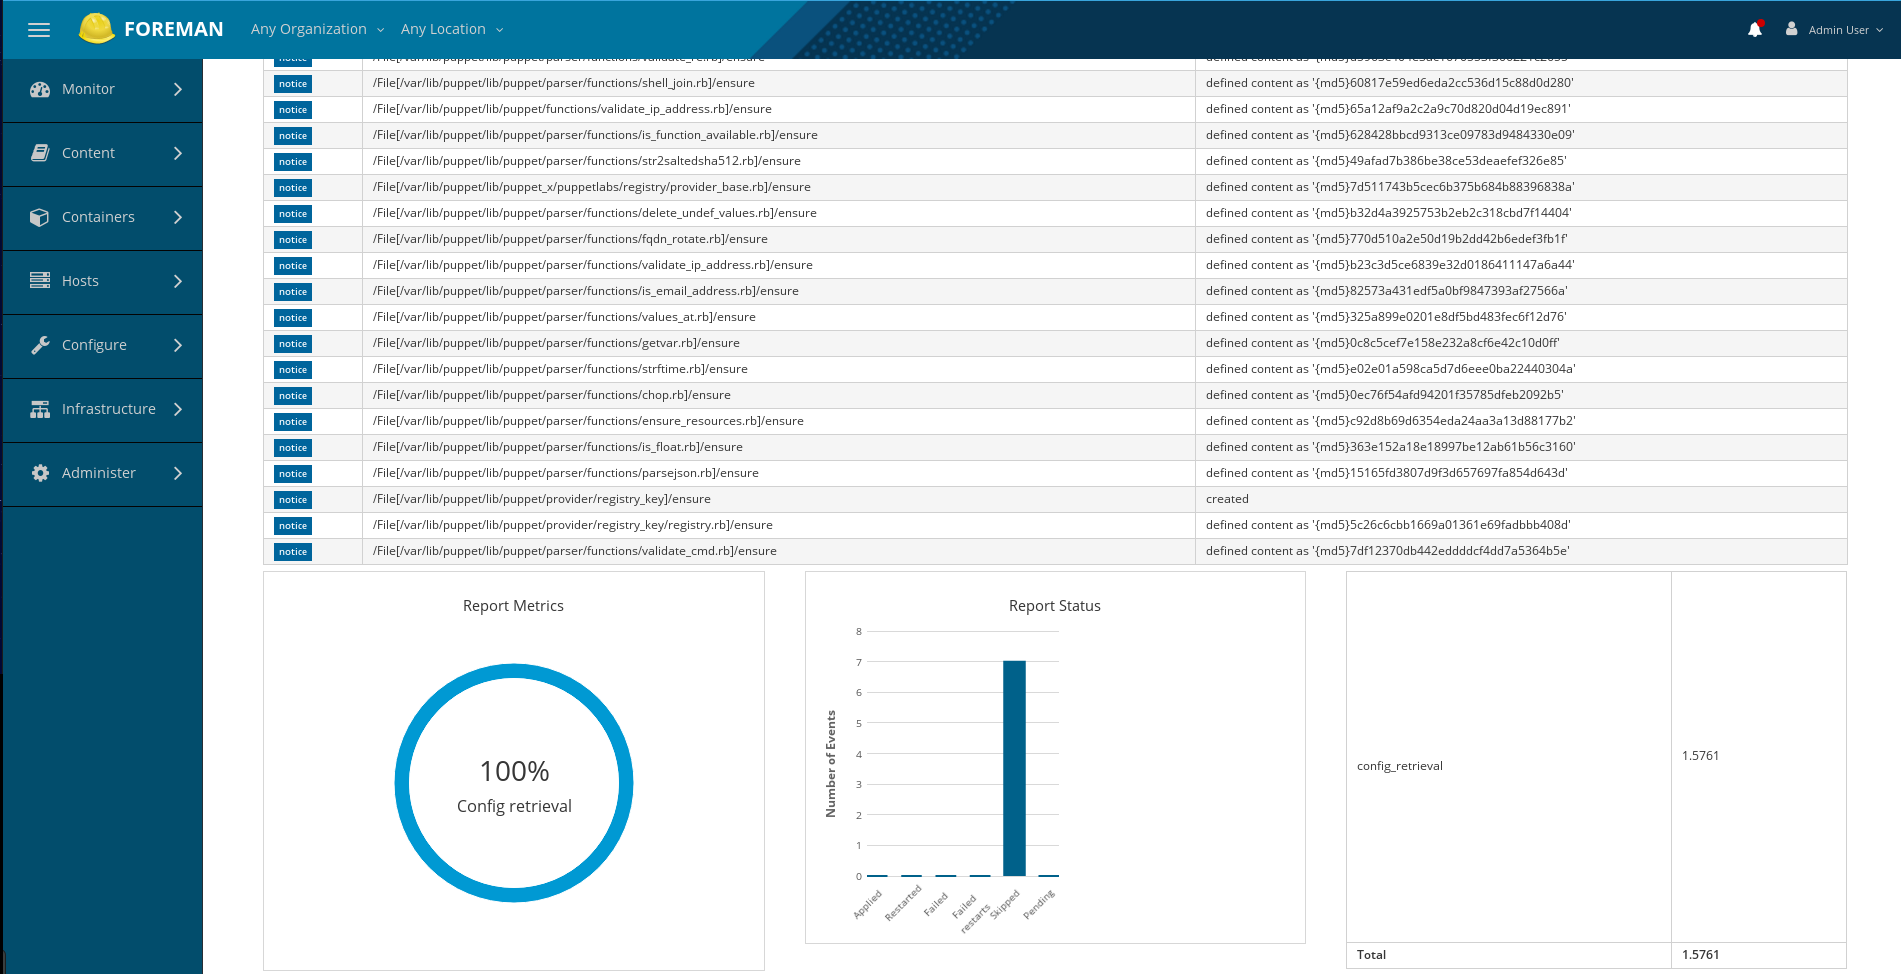 FOREMAN Any Organization Any Location Admin User
Monitor
Content
Containers
Hosts
Configure
Infrastructure
Administer
notice /File[/var/lib/puppet/lib/puppet/parser/functions/shell_join.rb]/ensure defined content as '{md5}60817e59ed6eda2cc536d15c88d0d280'
notice /File[/var/lib/puppet/lib/puppet/functions/validate_ip_address.rb]/ensure defined content as '{md5}65a12af9a2c2a9c70d820d04d19ec891'
notice /File[/var/lib/puppet/lib/puppet/parser/functions/is_function_available.rb]/ensure defined content as '{md5}628428bbcd9313ce09783d9484330e09'
notice /File[/var/lib/puppet/lib/puppet/parser/functions/str2saltedsha512.rb]/ensure defined content as '{md5}49afad7b386be38ce53deaefef326e85'
notice /File[/var/lib/puppet/lib/puppet_x/puppetlabs/registry/provider_base.rb]/ensure defined content as '{md5}7d511743b5cec6b375b684b88396838a'
notice /File[/var/lib/puppet/lib/puppet/parser/functions/delete_undef_values.rb]/ensure defined content as '{md5}b32d4a3925753b2eb2c318cbd7f14404'
notice /File[/var/lib/puppet/lib/puppet/parser/functions/fqdn_rotate.rb]/ensure defined content as '{md5}770d510a2e50d19b2dd42b6edef3fb1f'
notice /File[/var/lib/puppet/lib/puppet/parser/functions/validate_ip_address.rb]/ensure defined content as '{md5}b23c3d5ce6839e32d0186411147a6a44'
notice /File[/var/lib/puppet/lib/puppet/parser/functions/is_email_address.rb]/ensure defined content as '{md5}82573a431edf5a0bf9847393af27566a'
notice /File[/var/lib/puppet/lib/puppet/parser/functions/values_at.rb]/ensure defined content as '{md5}325a899e0201e8df5bd483fec6f12d76'
notice /File[/var/lib/puppet/lib/puppet/parser/functions/getvar.rb]/ensure defined content as '{md5}0c8c5cef7e158e232a8cf6e42c10d0ff'
notice /File[/var/lib/puppet/lib/puppet/parser/functions/strftime.rb]/ensure defined content as '{md5}e02e01a598ca5d7d6eee0ba22440304a'
notice /File[/var/lib/puppet/lib/puppet/parser/functions/chop.rb]/ensure defined content as '{md5}0ec76f54afd94201f35785dfeb2092b5'
notice /File[/var/lib/puppet/lib/puppet/parser/functions/ensure_resources.rb]/ensure defined content as '{md5}c92d8b69d6354eda24aa3a13d88177b2'
notice /File[/var/lib/puppet/lib/puppet/parser/functions/is_float.rb]/ensure defined content as '{md5}363e152a18e18997be12ab61b56c3160'
notice /File[/var/lib/puppet/lib/puppet/parser/functions/parsejson.rb]/ensure defined content as '{md5}15165fd3807d9f3d657697fa854d643d'
notice /File[/var/lib/puppet/lib/puppet/provider/registry_key]/ensure created
notice /File[/var/lib/puppet/lib/puppet/provider/registry_key/registry.rb]/ensure defined content as '{md5}5c26c6cbb1669a01361e69fadbbb408d'
notice /File[/var/lib/puppet/lib/puppet/parser/functions/validate_cmd.rb]/ensure defined content as '{md5}7df12370db442eddddcf4dd7a5364b5e'
Report Metrics
100%
Config retrieval
Report Status
Number of Events
8
7
6
5
4
3
2
1
0
Applied
Restarted
Failed
Failed
restarts
Skipped
Pending
config_retrieval 1.5761
Total 1.5761